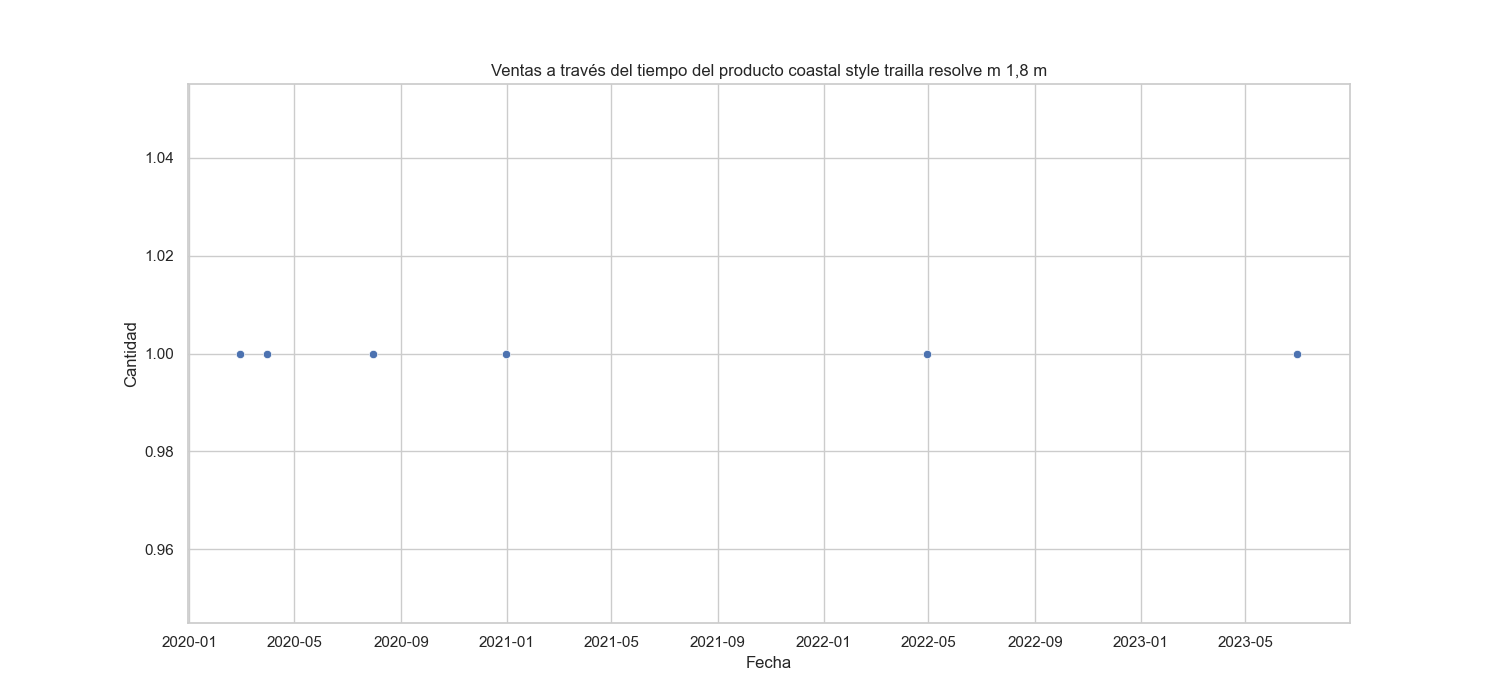 Ventas a través del tiempo del producto coastal style trailla resolve m 1,8 m
Cantidad
1.04
1.02
1.00
0.98
0.96
2020-01 2020-05 2020-09 2021-01 2021-05 2021-09 2022-01 2022-05 2022-09 2023-01 2023-05
Fecha